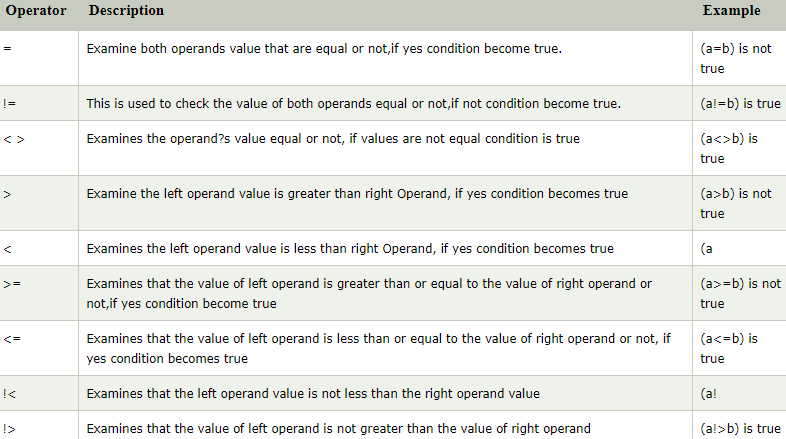 Operator Description Example
= Examine both operands value that are equal or not,if yes condition become true. (a=b) is not
true
!= This is used to check the value of both operands equal or not,if not condition become true. (a!=b) is true
< > Examines the operand?s value equal or not, if values are not equal condition is true (a<>b) is
true
> Examine the left operand value is greater than right Operand, if yes condition becomes true (a>b) is not
true
< Examines the left operand value is less than right Operand, if yes condition becomes true (a
>= Examines that the value of left operand is greater than or equal to the value of right operand or (a>=b) is not
not,if yes condition become true true
<= Examines that the value of left operand is less than or equal to the value of right operand or not, if (a<=b) is
yes condition becomes true true
!< Examines that the left operand value is not less than the right operand value (a!
!> Examines that the value of left operand is not greater than the value of right operand (a!>b) is true